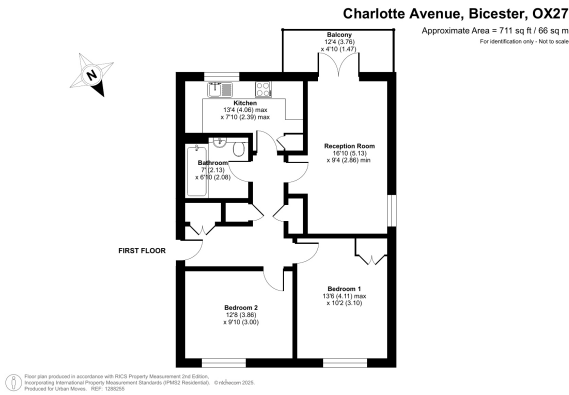 Charlotte Avenue, Bicester, OX27
Approximate Area = 711 sq ft / 66 sq m
For identification only - Not to scale
Balcony
12'4 (3.76)
x 4'10 (1.47)
N
Kitchen
13'4 (4.06) max
x 7'10 (2.39) max
Reception Room
16'10 (5.13)
x 9'4 (2.86) min
Bathroom
7' (2.13)
x 6'10 (2.08)
FIRST FLOOR
Bedroom 1
13'6 (4.11) max
x 10'2 (3.10)
Bedroom 2
12'8 (3.86)
x 9'10 (3.00)
Floor plan produced in accordance with RICS Property Measurement 2nd Edition,
Incorporating International Property Measurement Standards (IPMS2 Residential). © nichecom 2025.
Produced for Urban Moves. REF: 1268255